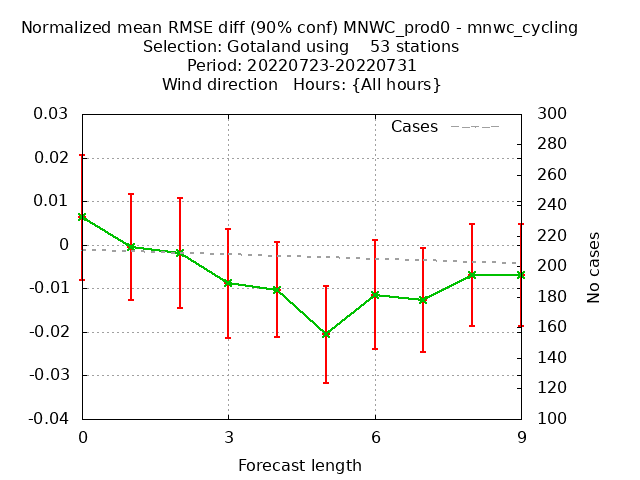 Normalized mean RMSE diff (90% conf) MNWC_prod0 - mnwc_cycling
Selection: Gotaland using 53 stations
Period: 20220723-20220731
Wind direction Hours: {All hours}
0.03
0.02
0.01
0
-0.01
-0.02
-0.03
-0.04
Cases
300
280
260
240
220
200
180
160
140
120
100
No cases
0 3 6 9
Forecast length